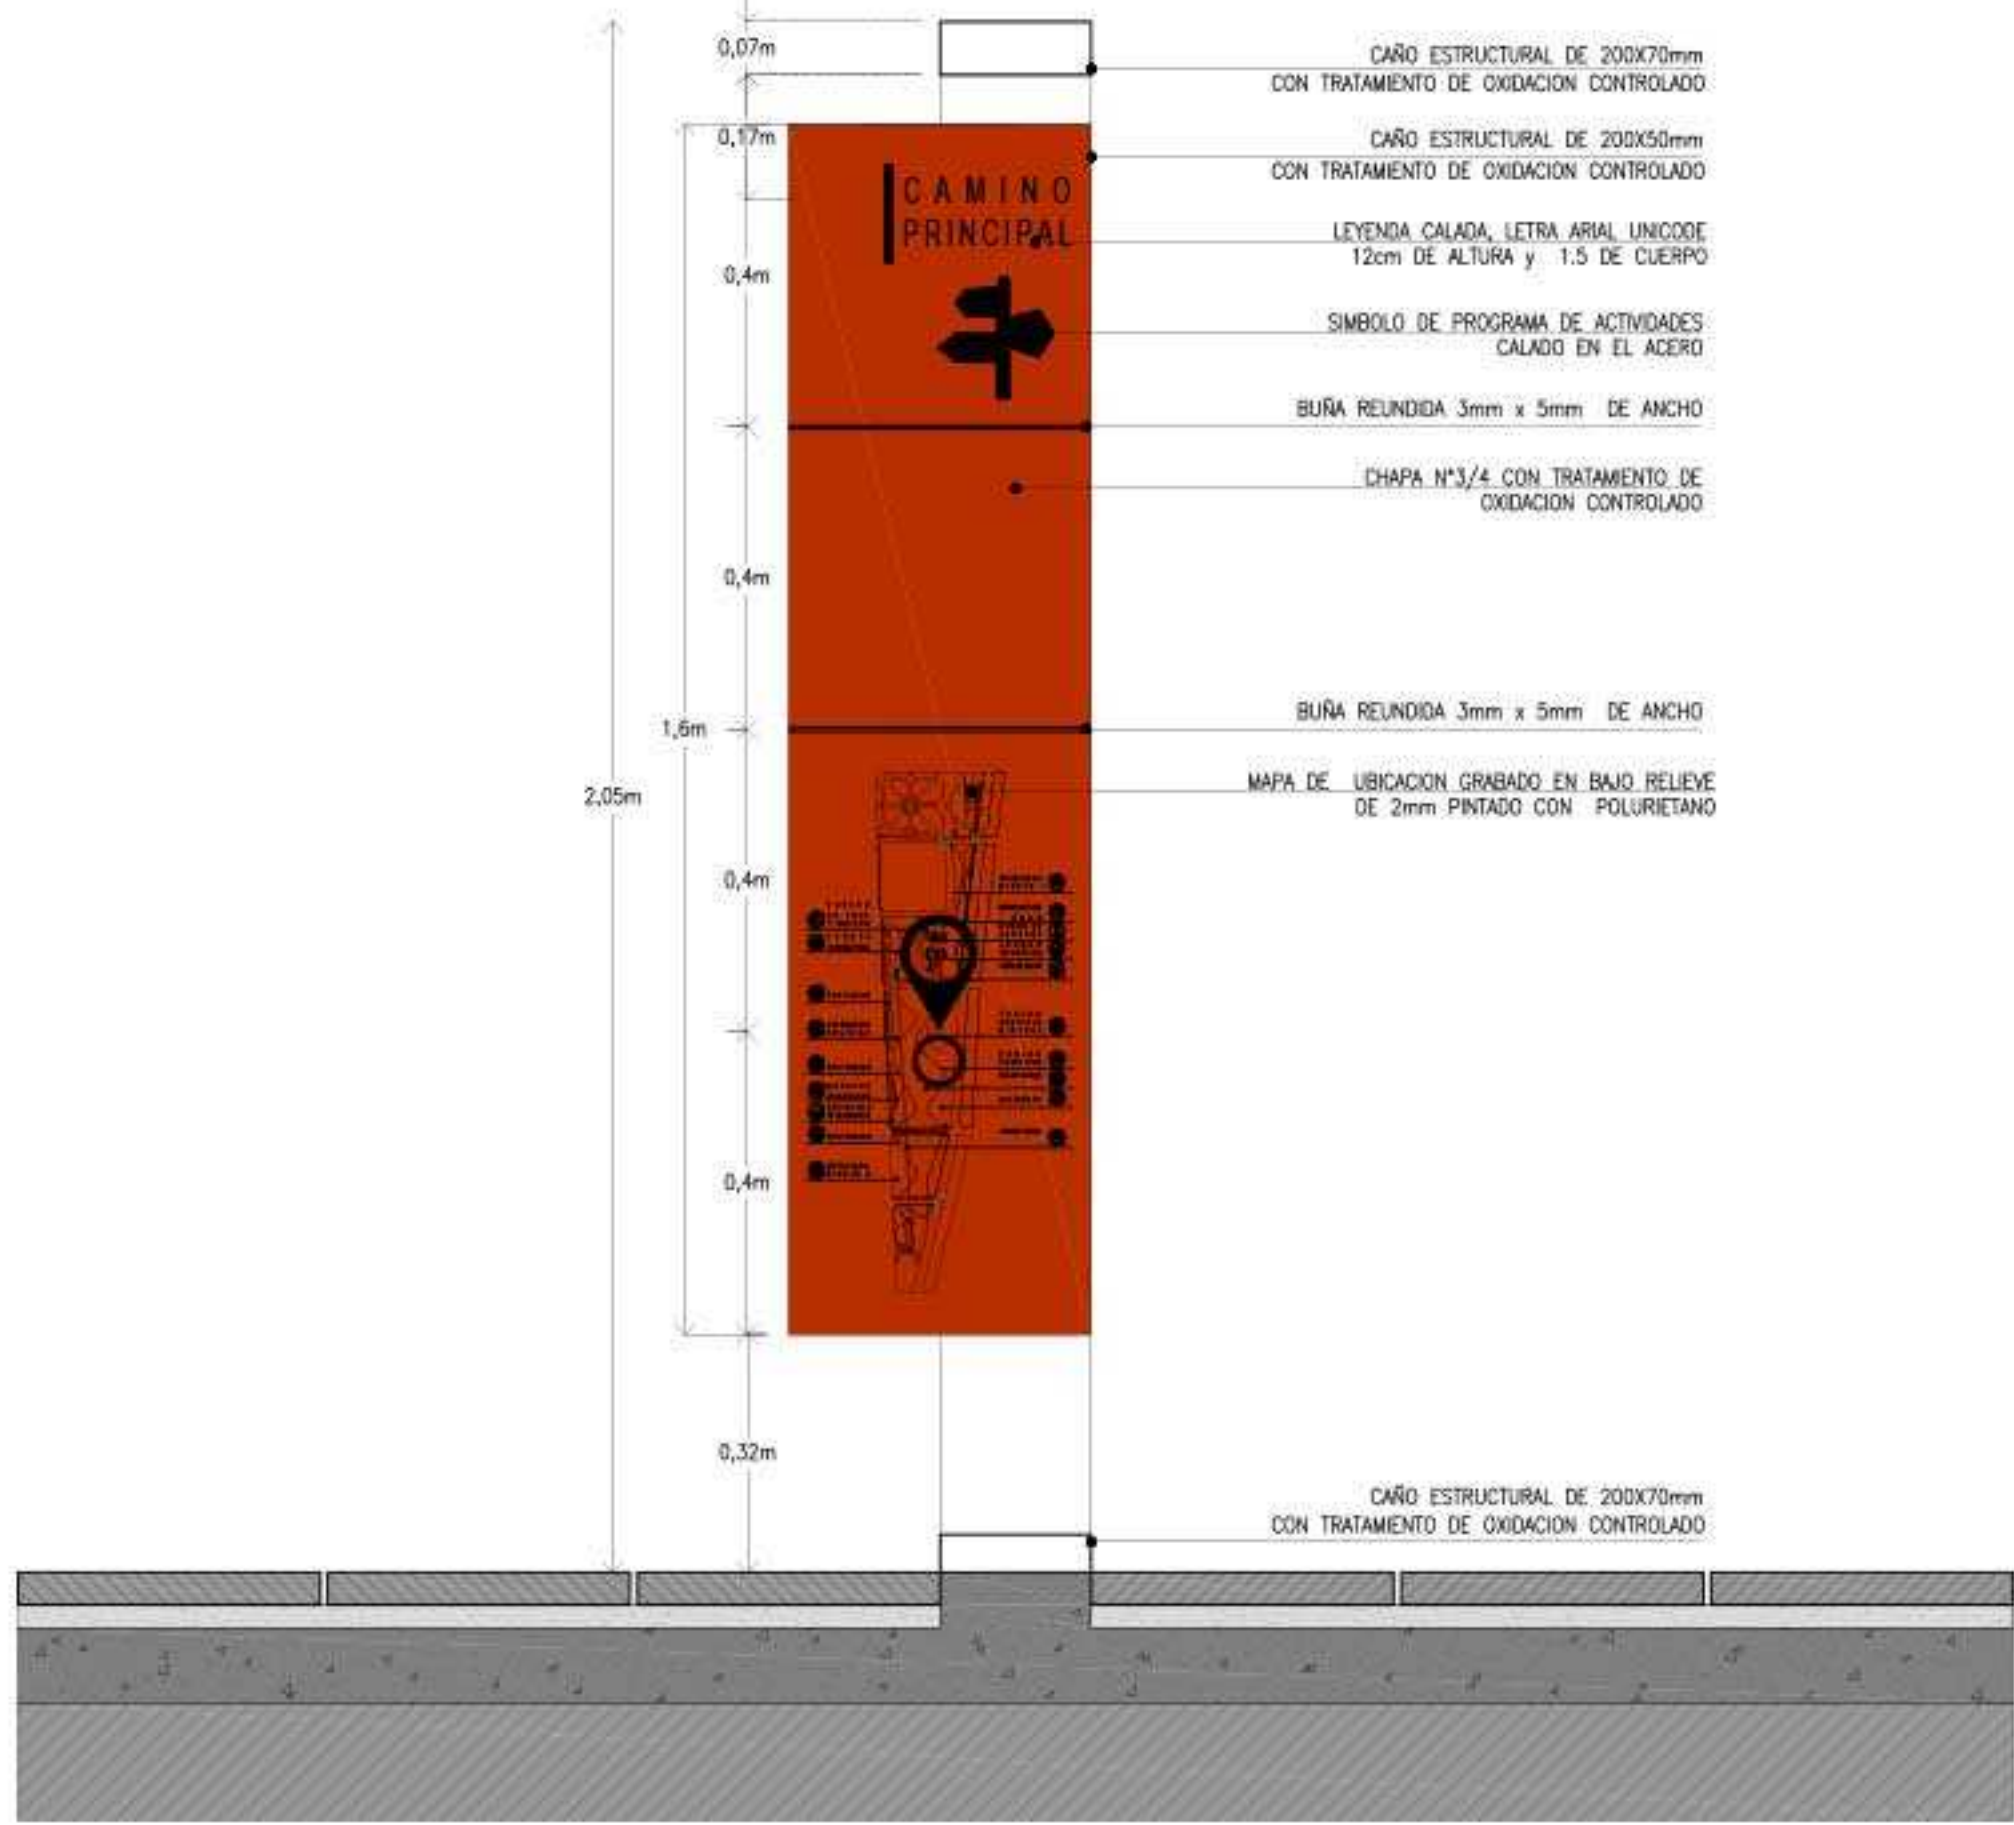 0,07m
CAÑO ESTRUCTURAL DE 200X70mm
CON TRATAMIENTO DE OXIDACION CONTROLADO
0,17m
CAÑO ESTRUCTURAL DE 200X50mm
CON TRATAMIENTO DE OXIDACION CONTROLADO
CAMINO
PRINCIPAL
LEYENDA CALADA, LETRA ARIAL UNICODE
12cm DE ALTURA y 1.5 DE CUERPO
0,4m
SIMBOLO DE PROGRAMA DE ACTIVIDADES
CALADO EN EL ACERO
BUÑA REUNDIDA 3mm x 5mm DE ANCHO
CHAPA N°3/4 CON TRATAMIENTO DE
OXIDACION CONTROLADO
0,4m
BUÑA REUNDIDA 3mm x 5mm DE ANCHO
1,6m
MAPA DE UBICACION GRABADO EN BAJO RELIEVE
DE 2mm PINTADO CON POLURIETANO
2,05m
0,4m
0,4m
0,32m
CAÑO ESTRUCTURAL DE 200X70mm
CON TRATAMIENTO DE OXIDACION CONTROLADO